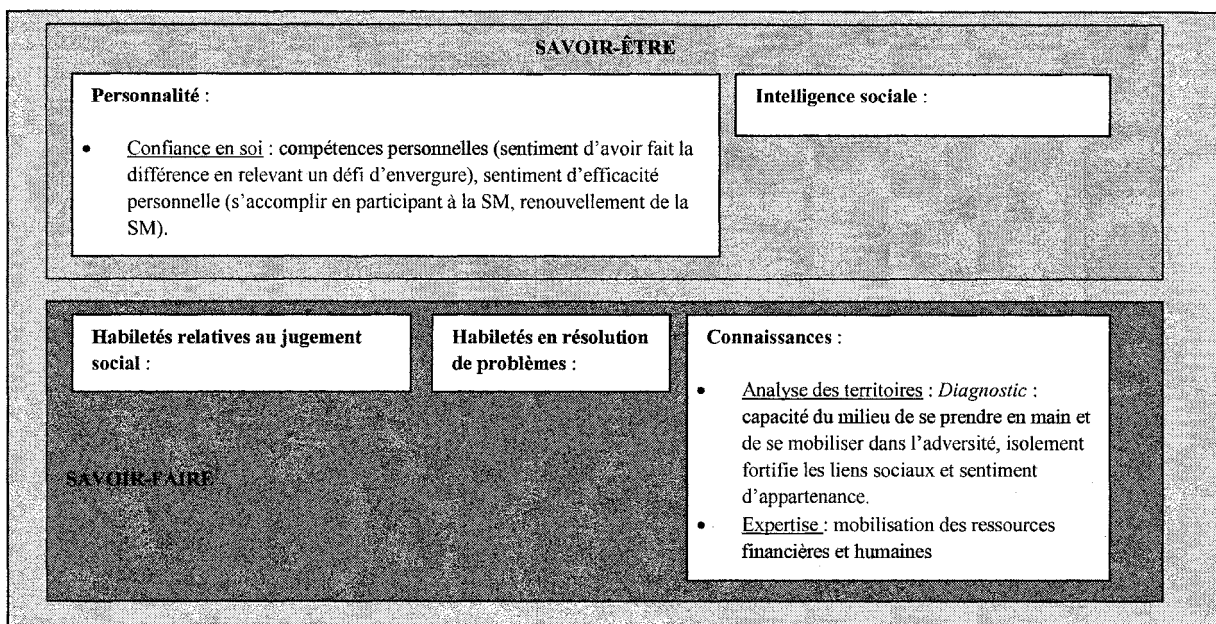 SAVOIR-ÊTRE
Personnalité :
• Confiance en soi : compétences personnelles (sentiment d'avoir fait la
différence en relevant un défi d'envergure), sentiment d'efficacité
personnelle (s'accomplir en participant à la SM, renouvellement de la
SM).
Intelligence sociale :
Habiletés relatives au jugement
social :
Habiletés en résolution
de problèmes :
Connaissances :
• Analyse des territoires : Diagnostic :
capacité du milieu de se prendre en main et
de se mobiliser dans l'adversité, isolement
fortifie les liens sociaux et sentiment
d'appartenance.
• Expertise : mobilisation des ressources
financières et humaines
SAVOIR-FAIRE